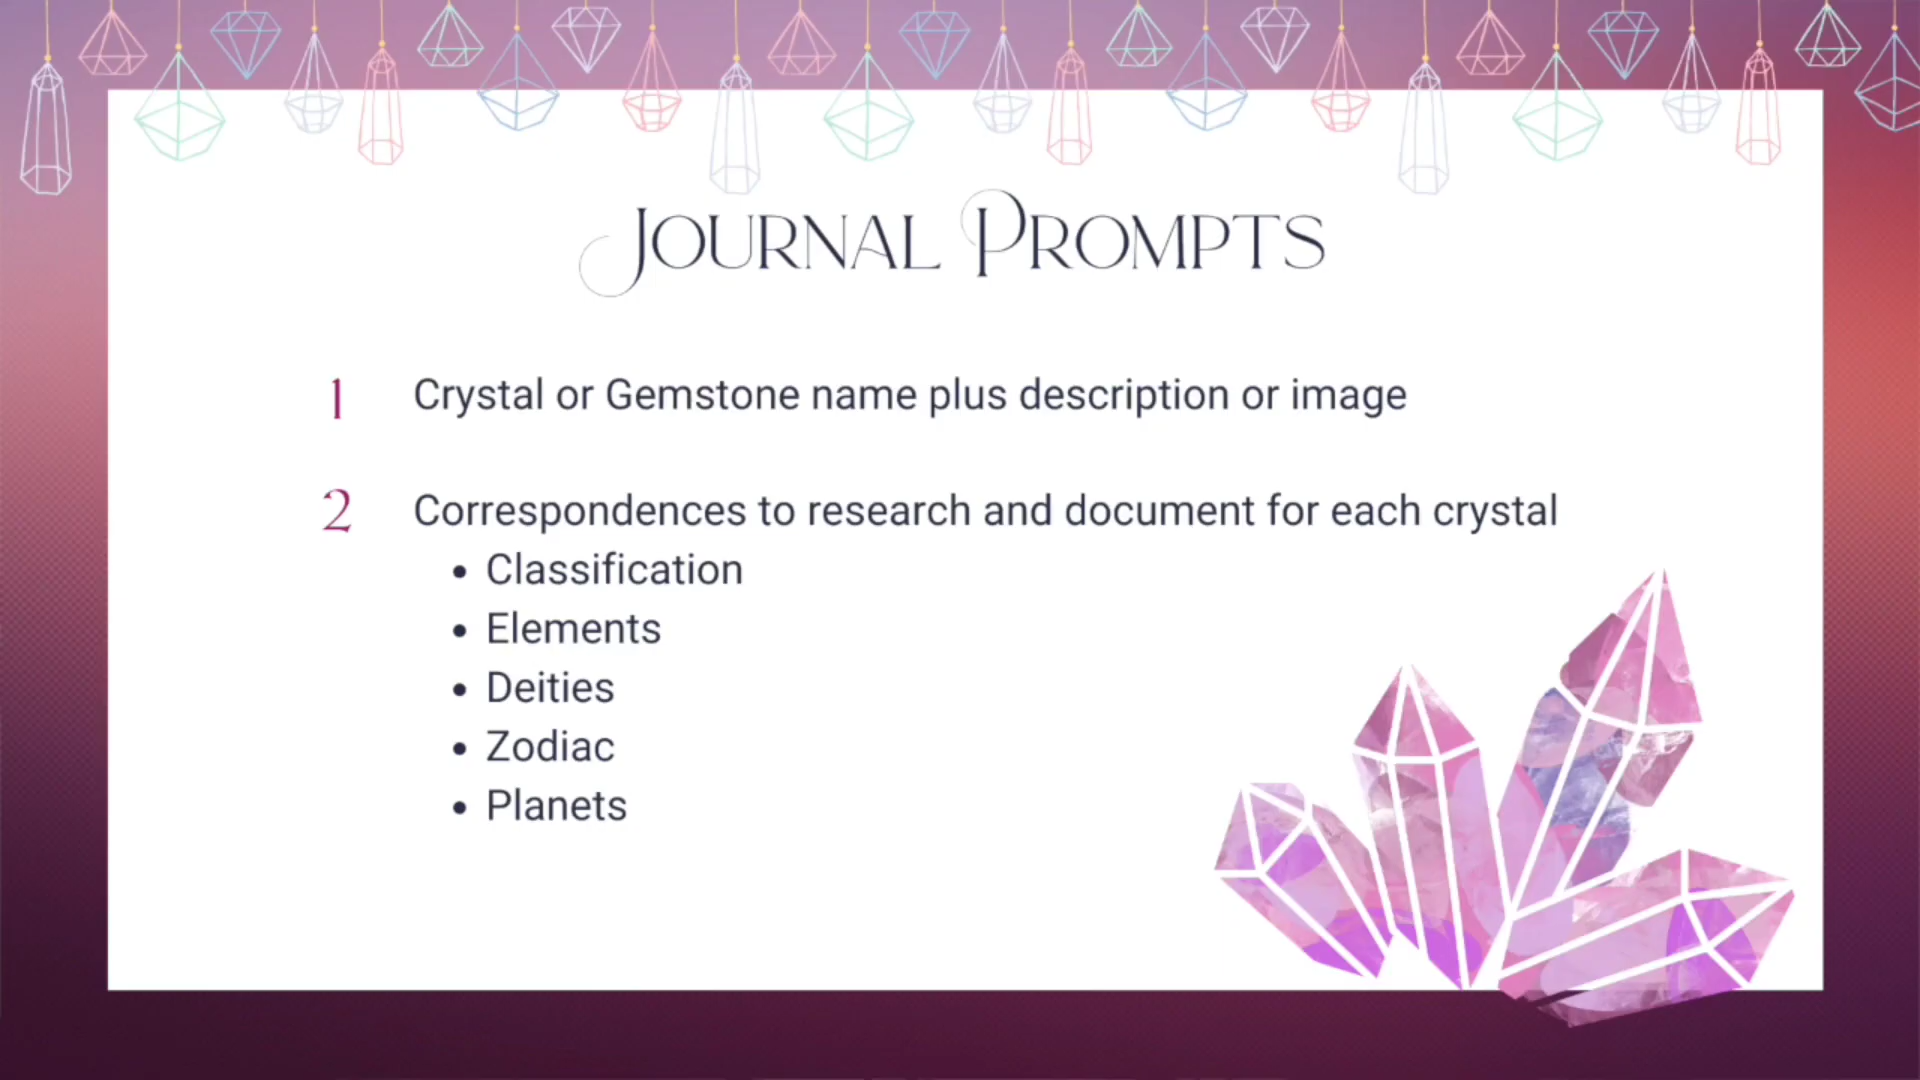 Journal Prompts
1 Crystal or Gemstone name plus description or image
2 Correspondences to research and document for each crystal
• Classification
• Elements
• Deities
• Zodiac
• Planets